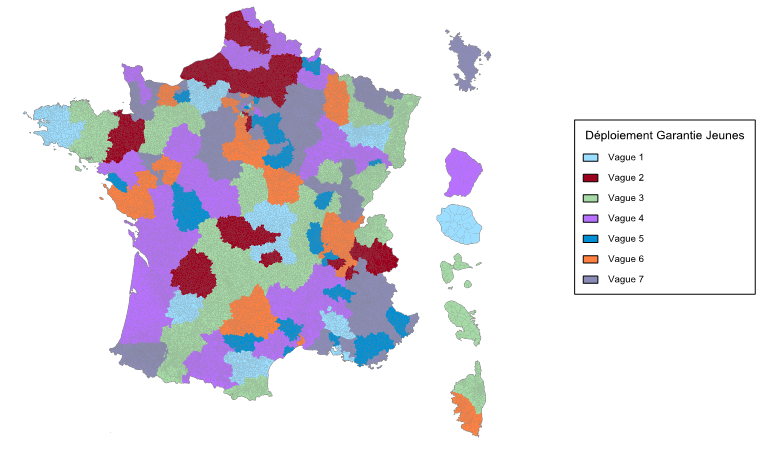 Déploiement Garantie Jeunes
Vague 1
Vague 2
Vague 3
Vague 4
Vague 5
Vague 6
Vague 7